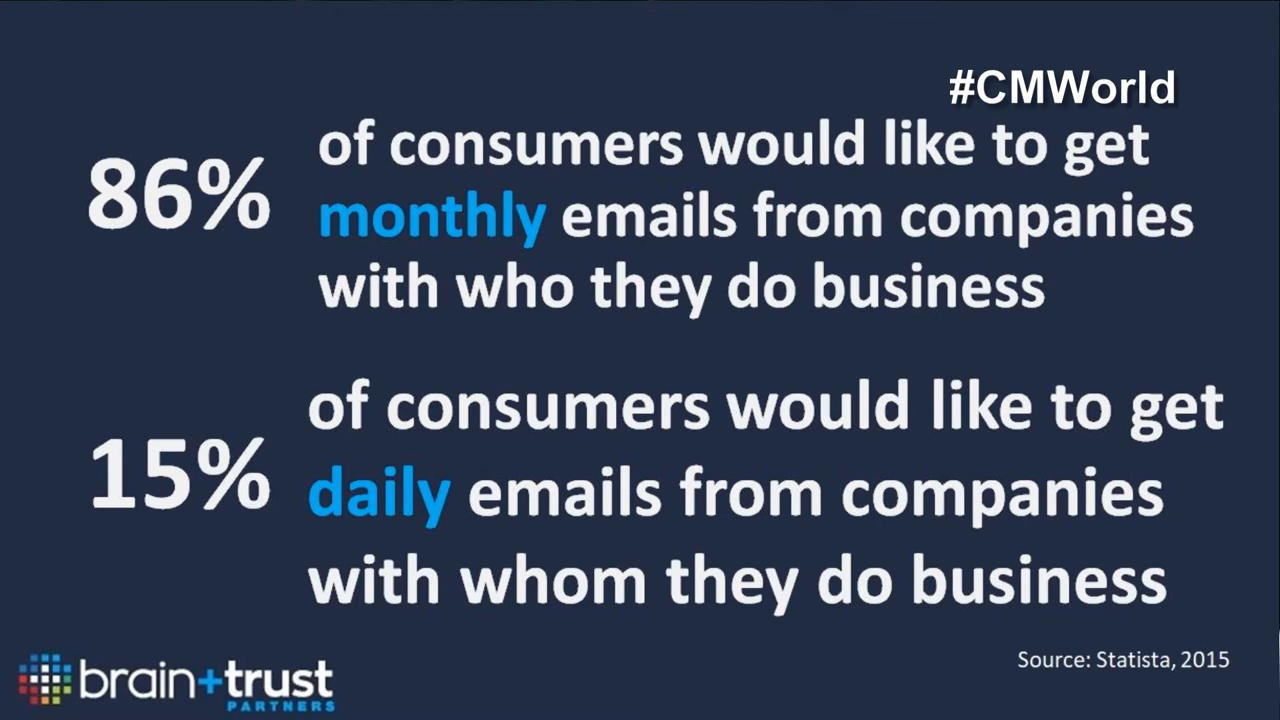 #CMWorld
86%
of consumers would like to get
monthly emails from companies
with who they do business
15%
of consumers would like to get
daily emails from companies
with whom they do business
Source: Statista, 2015
brain+trust
PARTNERS